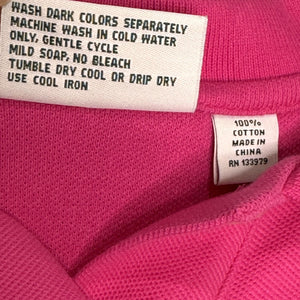 WASH DARK COLORS SEPARATELY
MACHINE WASH IN COLD WATER
ONLY, GENTLE CYCLE
MILD SOAP, NO BLEACH
TUMBLE DRY COOL OR DRIP DRY
USE COOL IRON
100%
COTTON
MADE IN
CHINA
RN 133979